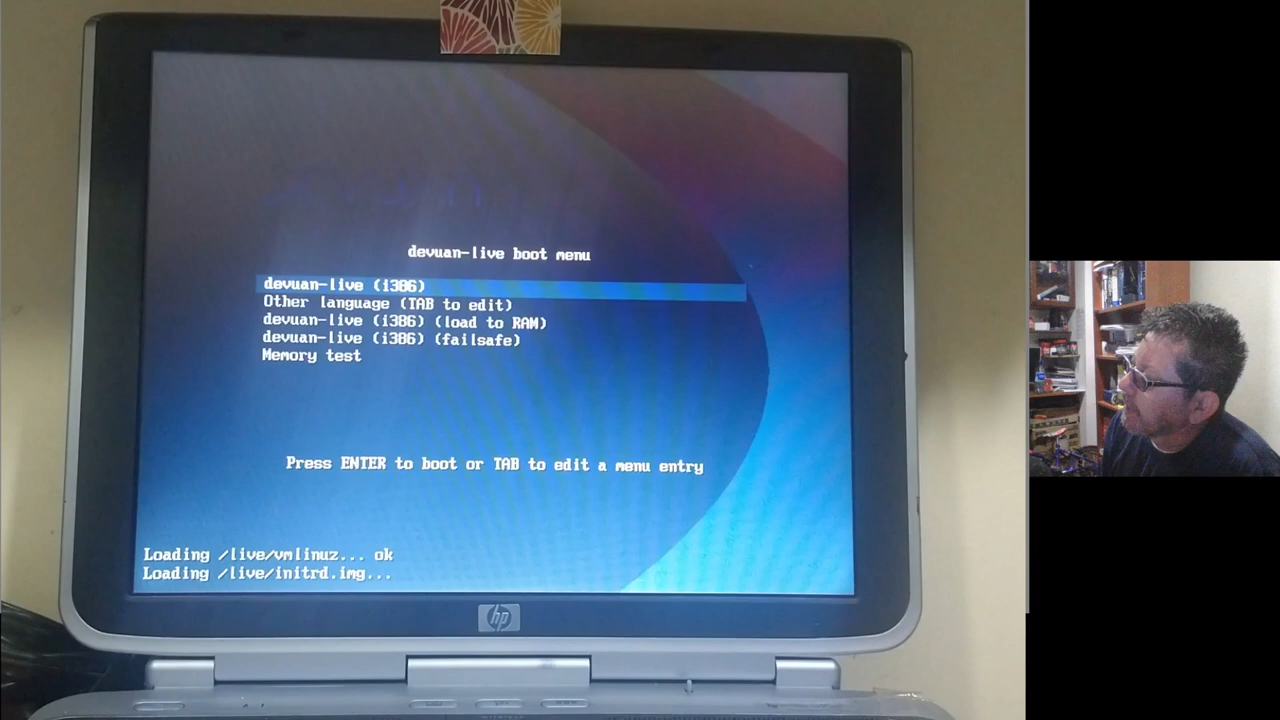 devuan-live boot menu
devuan-live (i386)
Other language (TAB to edit)
devuan-live (i386) (load to RAM)
devuan-live (i386) (failsafe)
Memory test
Press ENTER to boot or TAB to edit a menu entry
Loading /live/vmlinuz... ok
Loading /live/initrd.img...
hp